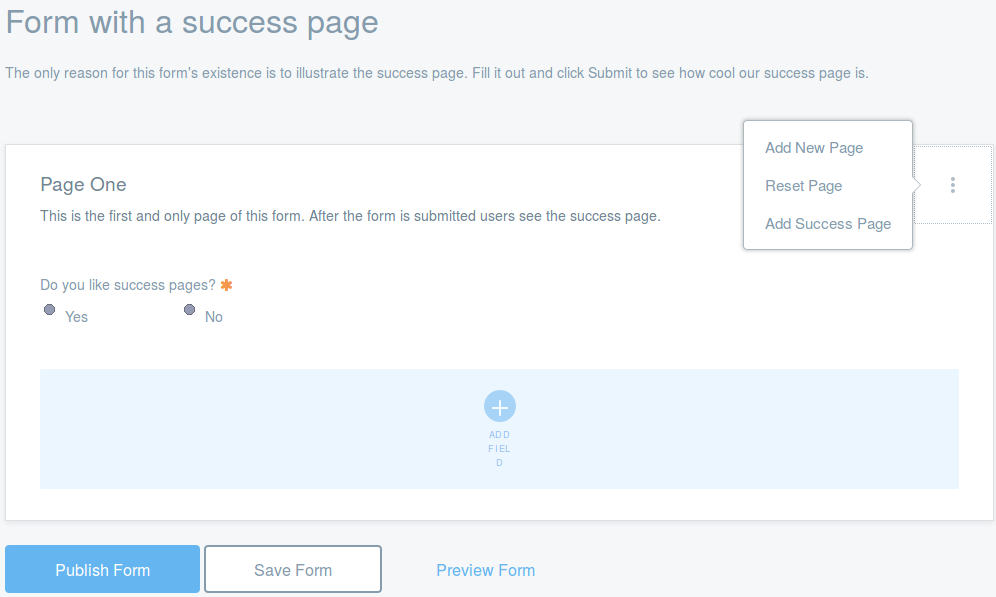 Form with a success page
The only reason for this form's existence is to illustrate the success page. Fill it out and click Submit to see how cool our success page is.
Add New Page
Reset Page
Add Success Page
Page One
This is the first and only page of this form. After the form is submitted users see the success page.
Do you like success pages? ✱
Yes No
ADD
FIEL
D
Publish Form Save Form Preview Form